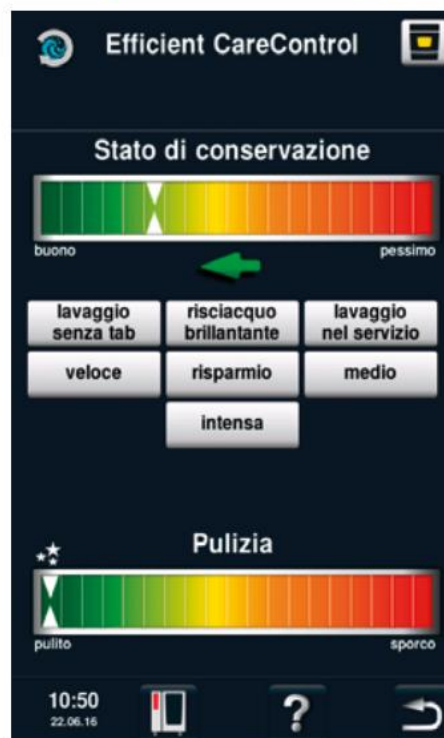 Efficient CareControl
Stato di conservazione
buono pessimo
lavaggio senza tab
risciacquo brillantante
lavaggio nel servizio
veloce risparmio medio
intensa
Pulizia
pulito sporco
10:50
22.06.16
?